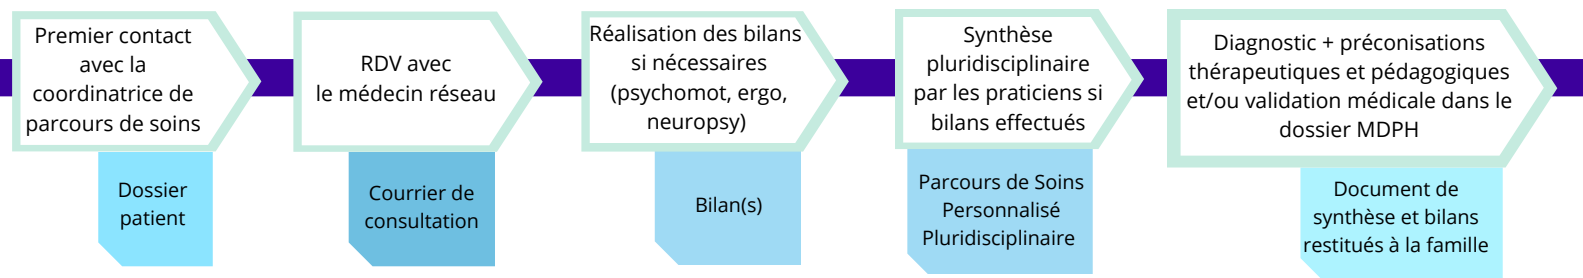 Premier contact
avec la
coordinatrice de
parcours de soins
RDV avec
le médecin réseau
Réalisation des bilans
si nécessaires
(psychomot, ergo,
neuropsy)
Synthèse
pluridisciplinaire
par les praticiens si
bilans effectués
Diagnostic + préconisations
thérapeutiques et pédagogiques
et/ou validation médicale dans le
dossier MDPH
Dossier
patient
Courrier de
consultation
Bilan(s)
Parcours de Soins
Personnalisé
Pluridisciplinaire
Document de
synthèse et bilans
restitués à la famille